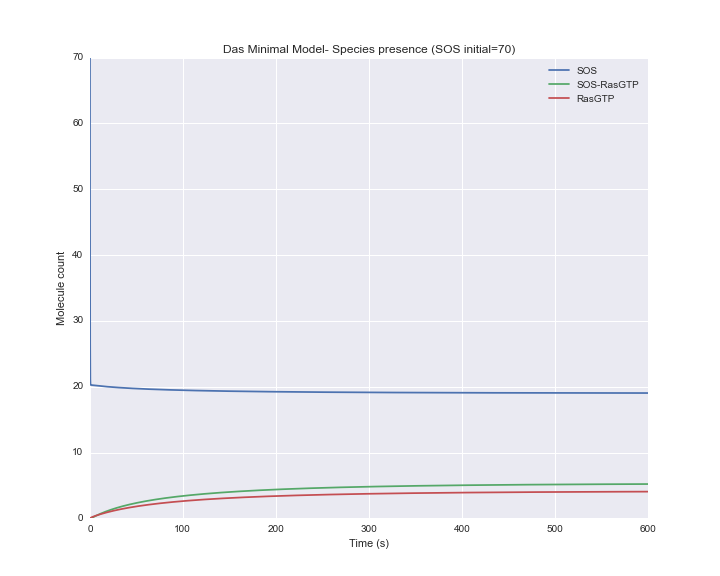 Das Minimal Model- Species presence (SOS initial=70)
SOS
SOS-RasGTP
RasGTP
70
60
50
40
30
20
10
0
Molecule count
0 100 200 300 400 500 600
Time (s)